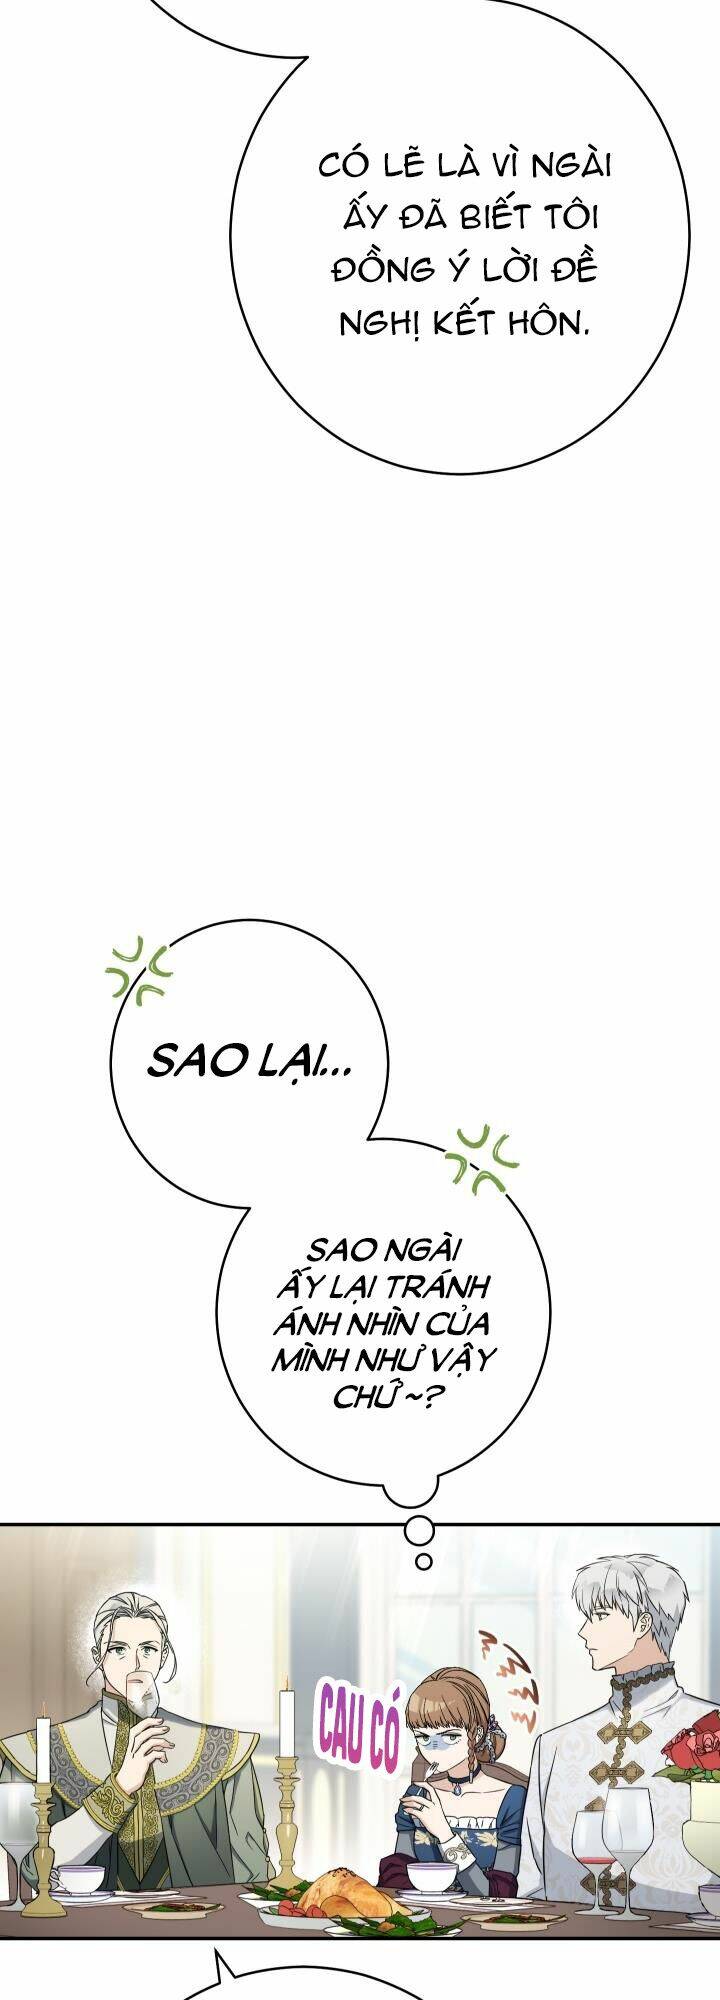 CÓ LẼ LÀ VÌ NGÀI
ẤY ĐÃ BIẾT TÔI
ĐỒNG Ý LỜI ĐỀ
NGHỊ KẾT HÔN.
SAO LẠI...
SAO NGÀI
ẤY LẠI TRÁNH
ÁNH NHÌN CỦA
MÌNH NHƯ VẬY
CHỨ ~?
CAU CÓ